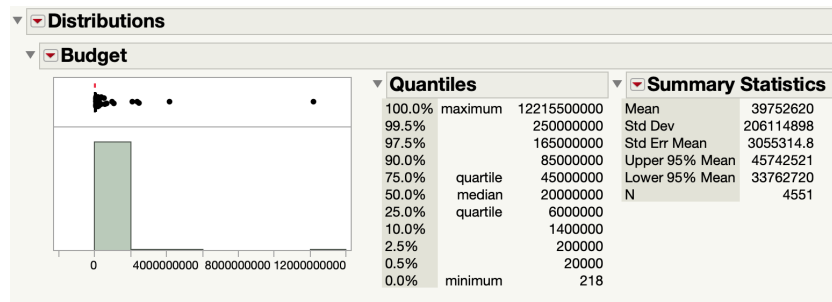 Distributions
Budget
0 4000000000 8000000000 12000000000
Quantiles
100.0% maximum 12215500000
99.5% 250000000
97.5% 165000000
90.0% 85000000
75.0% quartile 45000000
50.0% median 20000000
25.0% quartile 6000000
10.0% 1400000
2.5% 200000
0.5% 20000
0.0% minimum 218
Summary Statistics
Mean 39752620
Std Dev 206114898
Std Err Mean 3055314.8
Upper 95% Mean 45742521
Lower 95% Mean 33762720
N 4551